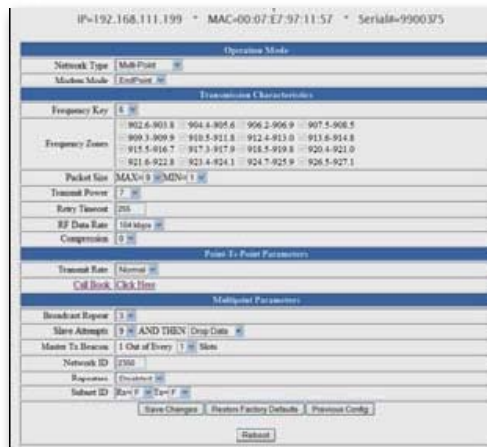 IP=192.168.111.199 * MAC=00:07:E7:97:11:57 * Serial#=9900375
Operation Mode
Network Type Multi-Point
Modem Mode EndPoint
Transmission Characteristics
Frequency Key 6
Frequency Zones
902.6-903.8 904.4-905.6 906.2-906.9 907.5-908.5
909.3-909.9 910.5-911.8 912.4-913.0 913.6-914.8
915.5-916.7 917.3-917.9 918.5-919.8 920.4-921.0
921.6-922.8 923.4-924.1 924.7-925.9 926.5-927.1
Packet Size MAX= 9 MIN= 1
Transmit Power 7
Retry Timeout 255
RF Data Rate kbps
Compression 0
Point-To-Point Parameters
Transmit Rate Normal
Call Book Click Here
Multipoint Parameters
Broadcast Repeat 3
Slave Attempts 9 AND THEN Drop Data
Master Tx Beacon 1 Out of Every 1 Slots
Network ID
Repeaters Disabled
Subnet ID Rx= F Tx= F
Save Changes Restore Factory Defaults Previous Config
Reboot